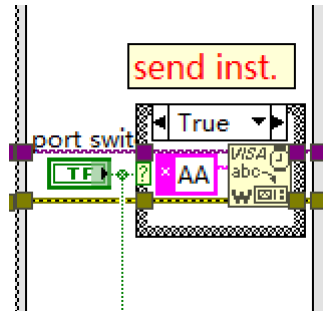 send inst.
True
port swit
TF
?
AA
VISA
abc
W